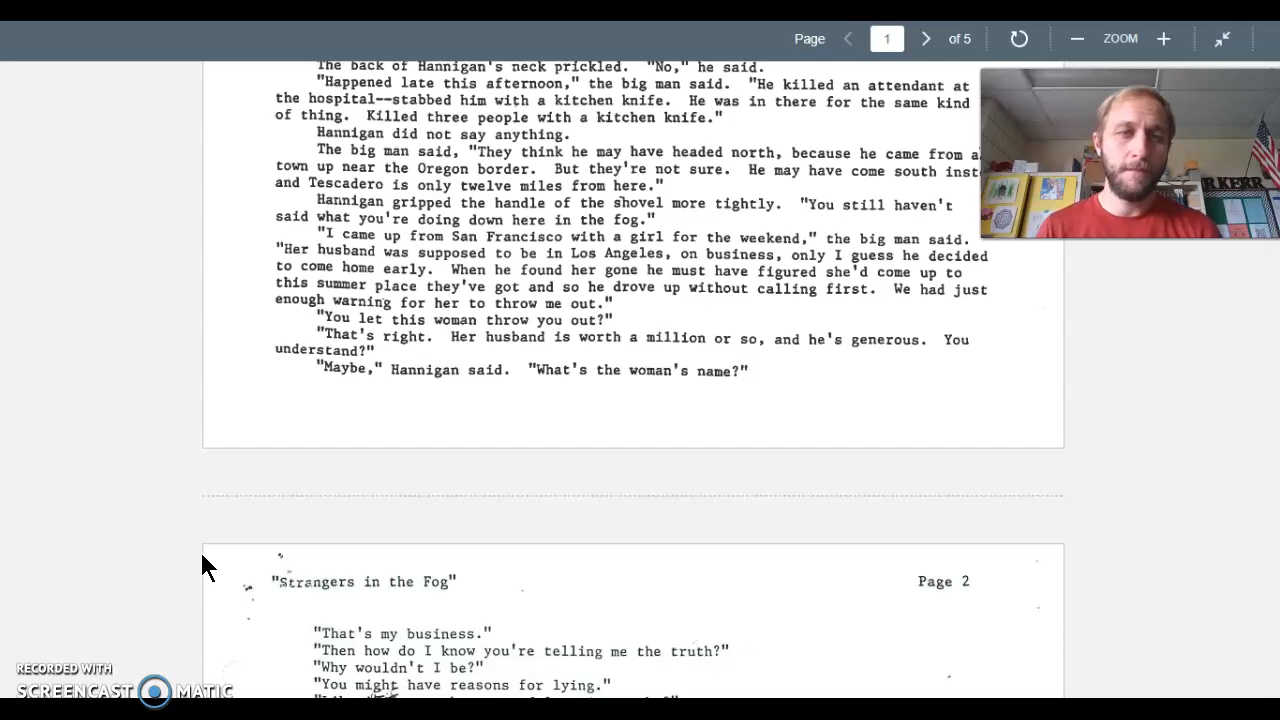 Page 1 of 5 ZOOM
The back of Hannigan's neck prickled. "No," he said.
"Happened late this afternoon," the big man said. "He killed an attendant at
the hospital--stabbed him with a kitchen knife. He was in there for the same kind
of thing. Killed three people with a kitchen knife."
Hannigan did not say anything.
The big man said, "They think he may have headed north, because he came from a
town up near the Oregon border. But they're not sure. He may have come south inst
and Tescadero is only twelve miles from here."
Hannigan gripped the handle of the shovel more tightly. "You still haven't
said what you're doing down here in the fog."
"I came up from San Francisco with a girl for the weekend," the big man said.
"Her husband was supposed to be in Los Angeles, on business, only I guess he decided
to come home early. When he found her gone he must have figured she'd come up to
this summer place they've got and so he drove up without calling first. We had just
enough warning for her to throw me out."
"You let this woman throw you out?"
"That's right. Her husband is worth a million or so, and he's generous. You
understand?"
"Maybe," Hannigan said. "What's the woman's name?"
"Strangers in the Fog" Page 2
"That's my business."
"Then how do I know you're telling me the truth?"
"Why wouldn't I be?"
"You might have reasons for lying."
RKERR
RECORDED WITH
SCREENCAST MATIC